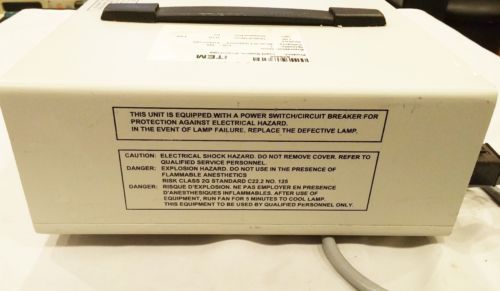 ITEM
THIS UNIT IS EQUIPPED WITH A POWER SWITCH/CIRCUIT BREAKER FOR
PROTECTION AGAINST ELECTRICAL HAZARD.
IN THE EVENT OF LAMP FAILURE. REPLACE THE DEFECTIVE LAMP.
CAUTION: ELECTRICAL SHOCK HAZARD. DO NOT REMOVE COVER. REFER TO
QUALIFIED SERVICE PERSONNEL.
DANGER: EXPLOSION HAZARD. DO NOT USE IN THE PRESENCE OF
FLAMMABLE ANESTHETICS
RISK CLASS 2G STANDARD C22.2 NO. 125
DANGER: RISQUE D'EXPLOSION. NE PAS EMPLOYER EN PRESENCE
D'ANESTHESIQUES INFLAMMABLES. AFTER USE OF
EQUIPMENT, RUN FAN FOR 5 MINUTES TO COOL LAMP.
THIS EQUIPMENT TO BE USED BY QUALIFIED PERSONNEL ONLY.